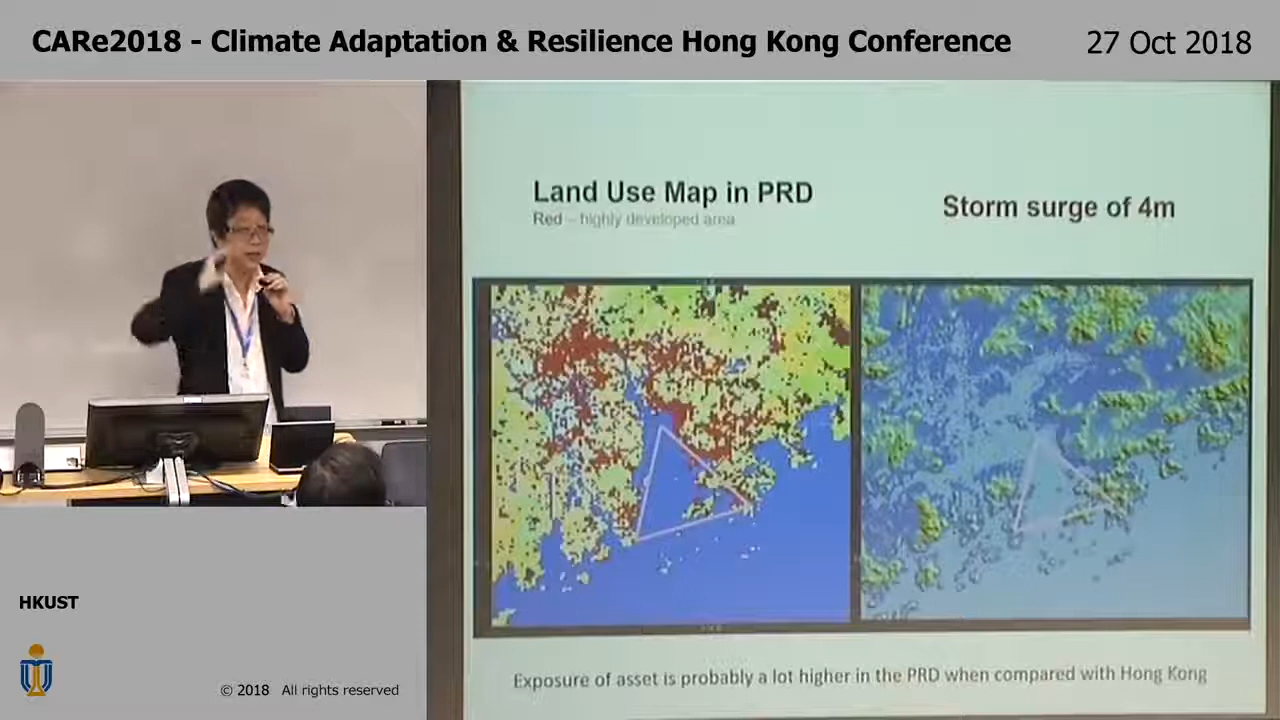 CARe2018 - Climate Adaptation & Resilience Hong Kong Conference
27 Oct 2018
Land Use Map in PRD
Red – highly developed area
Storm surge of 4m
Exposure of asset is probably a lot higher in the PRD when compared with Hong Kong
HKUST
© 2018 All rights reserved